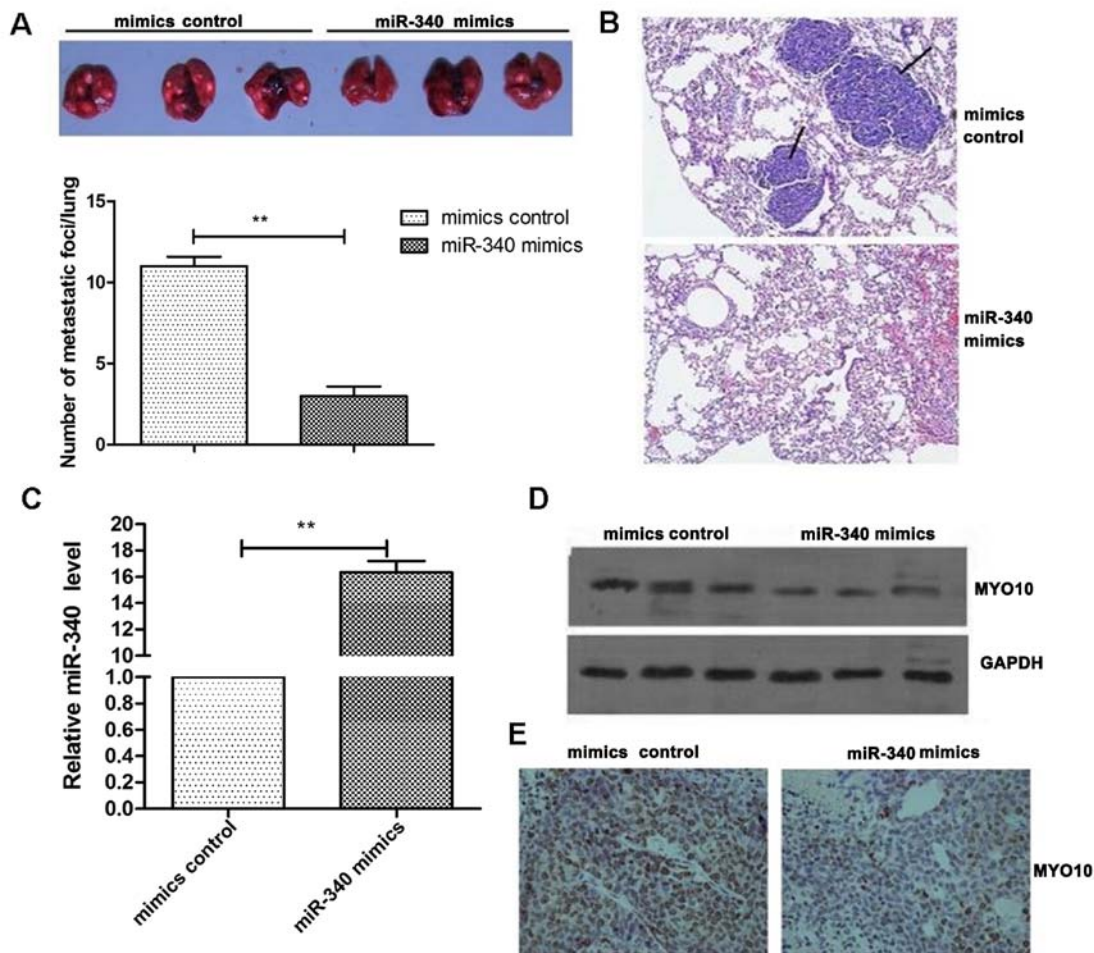 A
mimics control
miR-340 mimics
Number of metastatic foci/lung
15
10
5
0
**
mimics control
miR-340 mimics
B
mimics
control
miR-340
mimics
C
Relative miR-340 level
20
18
16
14
12
10
1.0
0.8
0.6
0.4
0.2
0.0
**
mimics control
miR-340 mimics
D
mimics control
miR-340 mimics
MYO10
GAPDH
E
mimics control
miR-340 mimics
MYO10